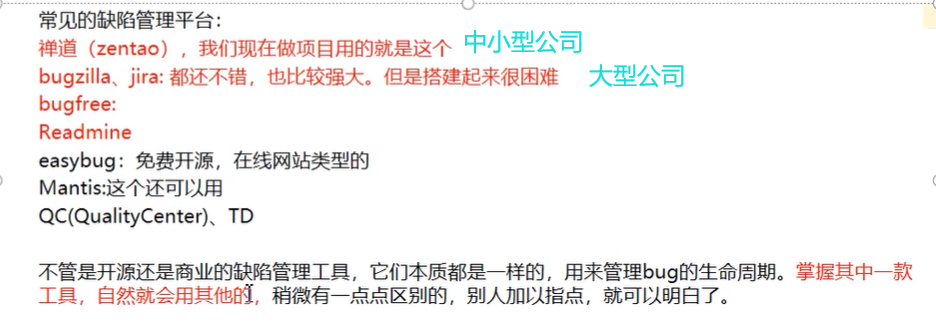 常见的缺陷管理平台：
禅道（zentao），我们现在做项目用的就是这个 中小型公司
bugzilla、jira: 都还不错，也比较强大。但是搭建起来很困难 大型公司
bugfree:
Readmine
easybug：免费开源，在线网站类型的
Mantis:这个还可以用
QC(QualityCenter)、TD
不管是开源还是商业的缺陷管理工具，它们本质都是一样的，用来管理bug的生命周期。掌握其中一款
工具，自然就会用其他的，稍微有一点点区别的，别人加以指点，就可以明白了。